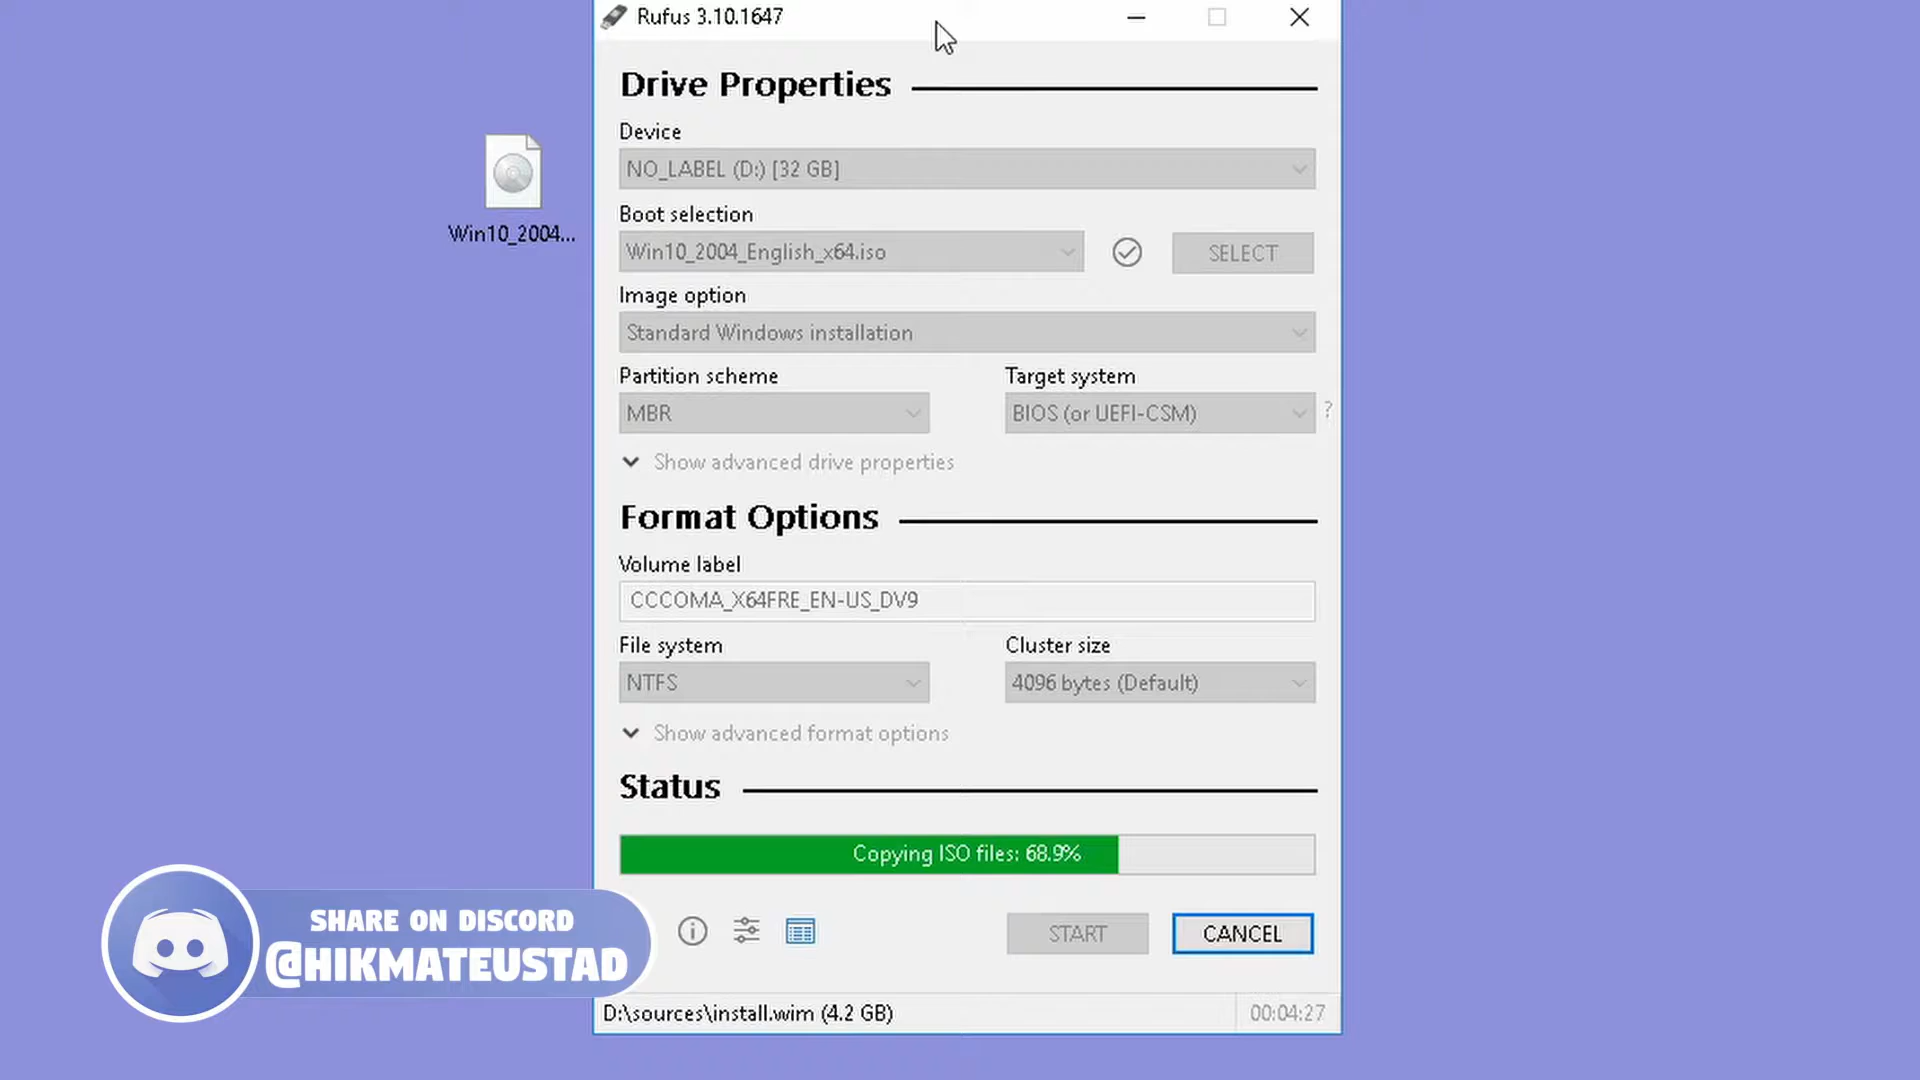 Rufus 3.10.1647
Drive Properties
Device
NO_LABEL (D:) [32 GB]
Win10_2004...
Boot selection
Win10_2004_English_x64.iso
SELECT
Image option
Standard Windows installation
Partition scheme
Target system
MBR
BIOS (or UEFI-CSM)
?
Show advanced drive properties
Format Options
Volume label
CCCOMA_X64FRE_EN-US_DV9
File system
Cluster size
NTFS
4096 bytes (Default)
Show advanced format options
Status
Copying ISO files: 68.9%
START
CANCEL
D:\sources\install.wim (4.2 GB)
00:04:27
SHARE ON DISCORD
@HIKMATEUSTAD